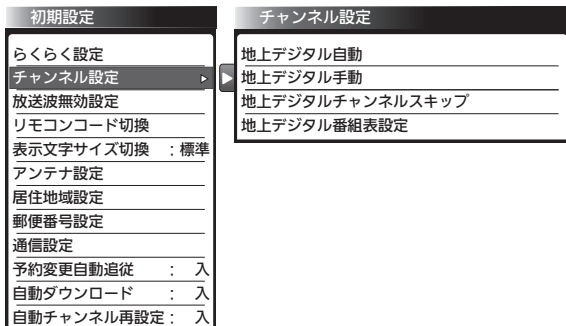 初期設定
らくらく設定
チャンネル設定
放送波無効設定
リモコンコード切換
表示文字サイズ切換 ：標準
アンテナ設定
居住地域設定
郵便番号設定
通信設定
予約変更自動追従 ： 入
自動ダウンロード ： 入
自動チャンネル再設定： 入
チャンネル設定
地上デジタル自動
地上デジタル手動
地上デジタルチャンネルスキップ
地上デジタル番組表設定